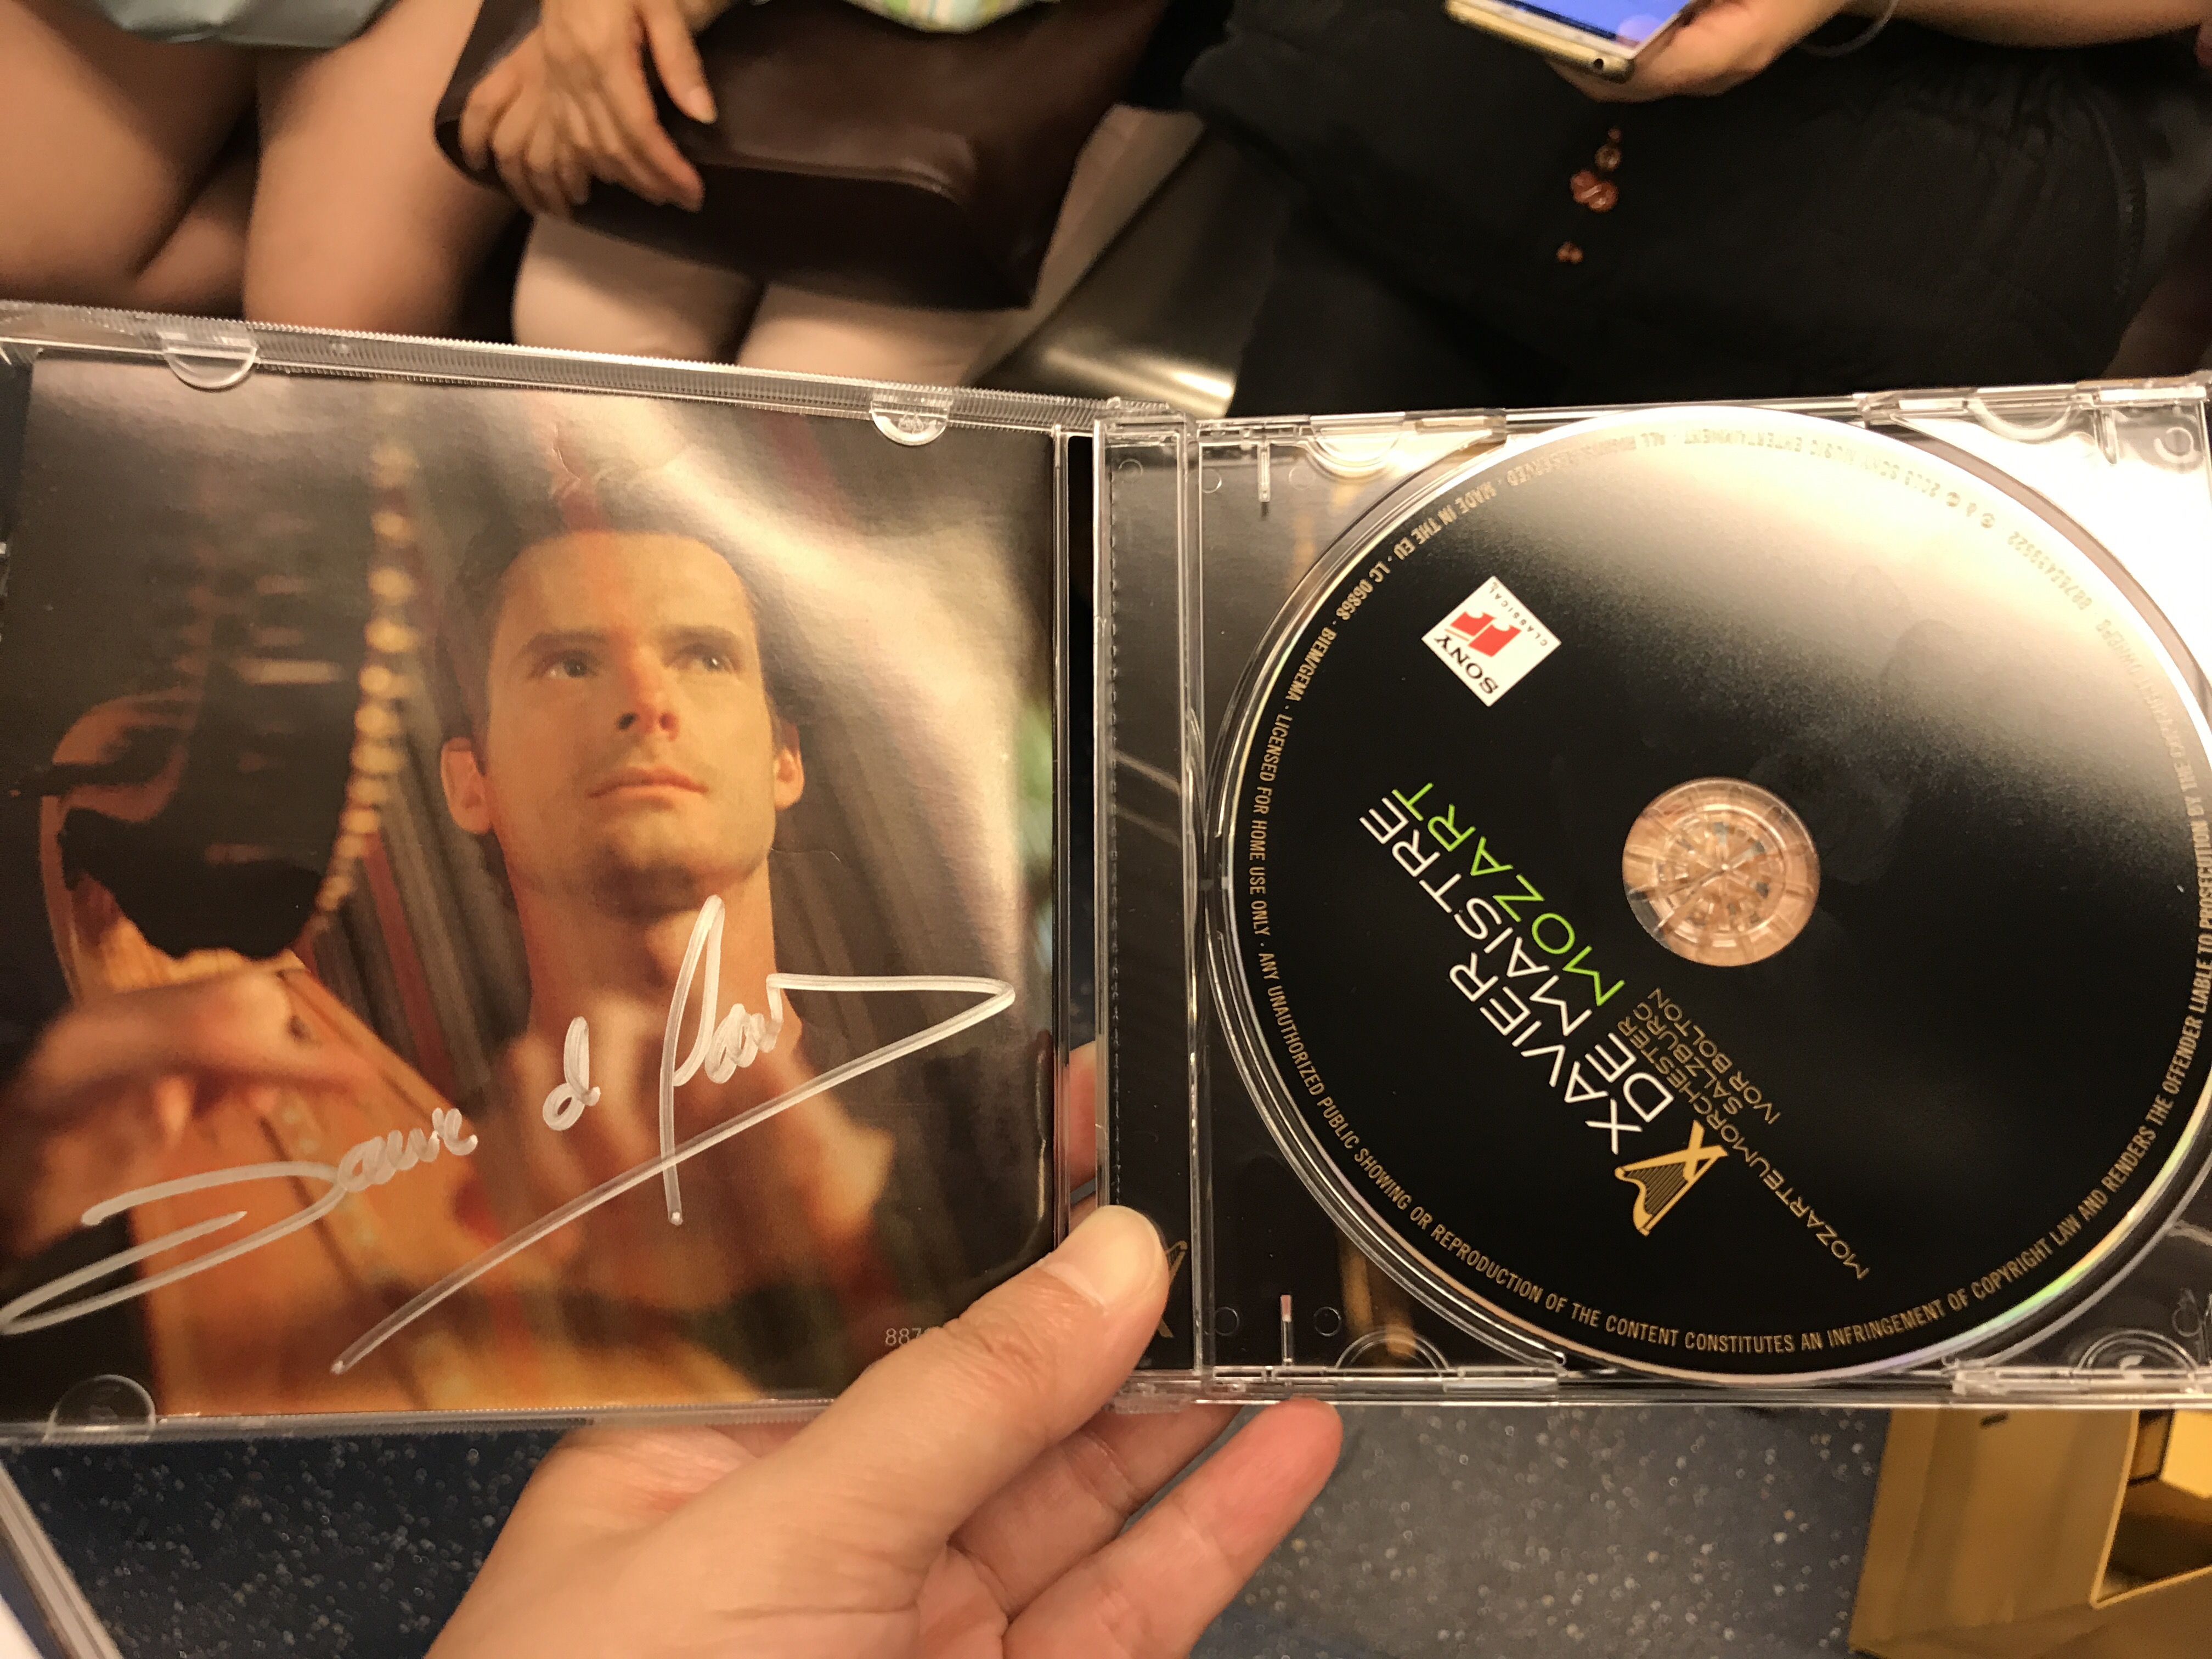 887
SONY
CLASSICAL
XAVIER
DE MAISTRE
MOZART
MOZARTEUMORCHESTER
SALZBURG
IVOR BOLTON
MADE IN THE EU · LC 06868 · BIEM/GEMA · LICENSED FOR HOME USE ONLY · ANY UNAUTHORIZED PUBLIC SHOWING OR REPRODUCTION OF THE CONTENT CONSTITUTES AN INFRINGEMENT OF COPYRIGHT LAW AND RENDERS THE OFFENDER LIABLE TO PROSECUTION BY THE